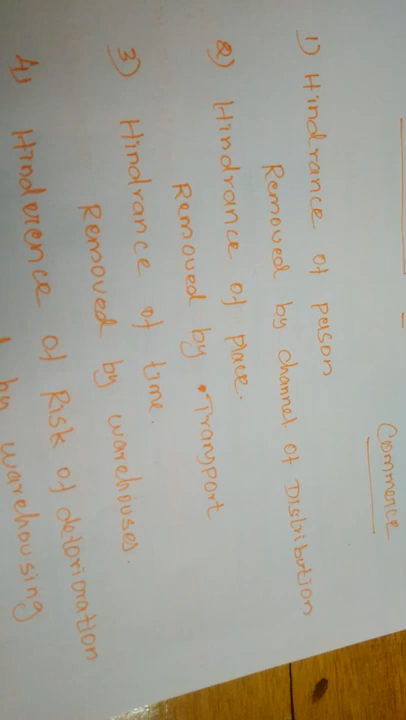 Commerce
1) Hindrance of person
Removed by channel of Distribution
2) Hindrance of place.
Removed by Transport
3) Hindrance of time.
Removed by warehouses.
4) Hinderence of Risk of detorioration
by warehousing